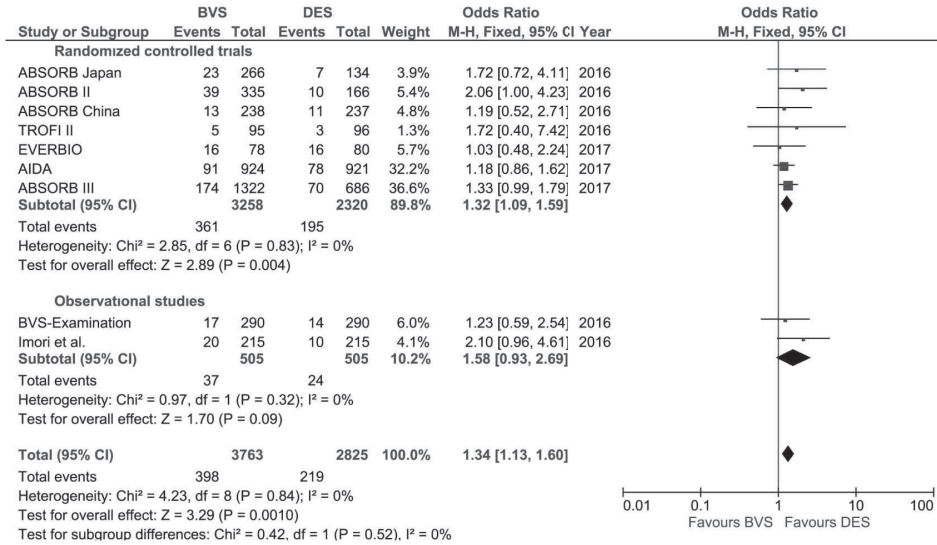 BVS DES Odds Ratio Odds Ratio
Study or Subgroup Events Total Events Total Weight M-H, Fixed, 95% CI Year M-H, Fixed, 95% CI
Randomized controlled trials
ABSORB Japan 23 266 7 134 3.9% 1.72 [0.72, 4.11] 2016
ABSORB II 39 335 10 166 5.4% 2.06 [1.00, 4.23] 2016
ABSORB China 13 238 11 237 4.8% 1.19 [0.52, 2.71] 2016
TROFI II 5 95 3 96 1.3% 1.72 [0.40, 7.42] 2016
EVERBIO 16 78 16 80 5.7% 1.03 [0.48, 2.24] 2017
AIDA 91 924 78 921 32.2% 1.18 [0.86, 1.62] 2017
ABSORB III 174 1322 70 686 36.6% 1.33 [0.99, 1.79] 2017
Subtotal (95% CI) 3258 2320 89.8% 1.32 [1.09, 1.59]
Total events 361 195
Heterogeneity: Chi² = 2.85, df = 6 (P = 0.83); I² = 0%
Test for overall effect: Z = 2.89 (P = 0.004)
Observational studies
BVS-Examination 17 290 14 290 6.0% 1.23 [0.59, 2.54] 2016
Imori et al. 20 215 10 215 4.1% 2.10 [0.96, 4.61] 2016
Subtotal (95% CI) 505 505 10.2% 1.58 [0.93, 2.69]
Total events 37 24
Heterogeneity: Chi² = 0.97, df = 1 (P = 0.32); I² = 0%
Test for overall effect: Z = 1.70 (P = 0.09)
Total (95% CI) 3763 2825 100.0% 1.34 [1.13, 1.60]
Total events 398 219
Heterogeneity: Chi² = 4.23, df = 8 (P = 0.84); I² = 0%
Test for overall effect: Z = 3.29 (P = 0.0010)
Test for subgroup differences: Chi² = 0.42, df = 1 (P = 0.52), I² = 0%
0.01 0.1 1 10 100
Favours BVS Favours DES